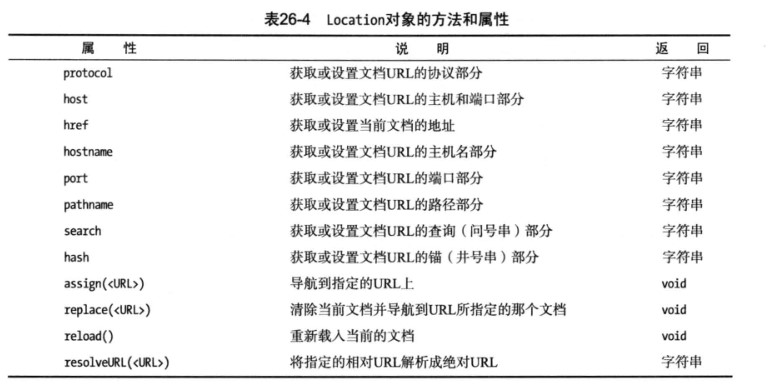 表26-4 Location对象的方法和属性
属 性 说 明 返 回
protocol 获取或设置文档URL的协议部分 字符串
host 获取或设置文档URL的主机和端口部分 字符串
href 获取或设置当前文档的地址 字符串
hostname 获取或设置文档URL的主机名部分 字符串
port 获取或设置文档URL的端口部分 字符串
pathname 获取或设置文档URL的路径部分 字符串
search 获取或设置文档URL的查询（问号串）部分 字符串
hash 获取或设置文档URL的锚（井号串）部分 字符串
assign(<URL>) 导航到指定的URL上 void
replace(<URL>) 清除当前文档并导航到URL所指定的那个文档 void
reload() 重新载入当前的文档 void
resolveURL(<URL>) 将指定的相对URL解析成绝对URL 字符串